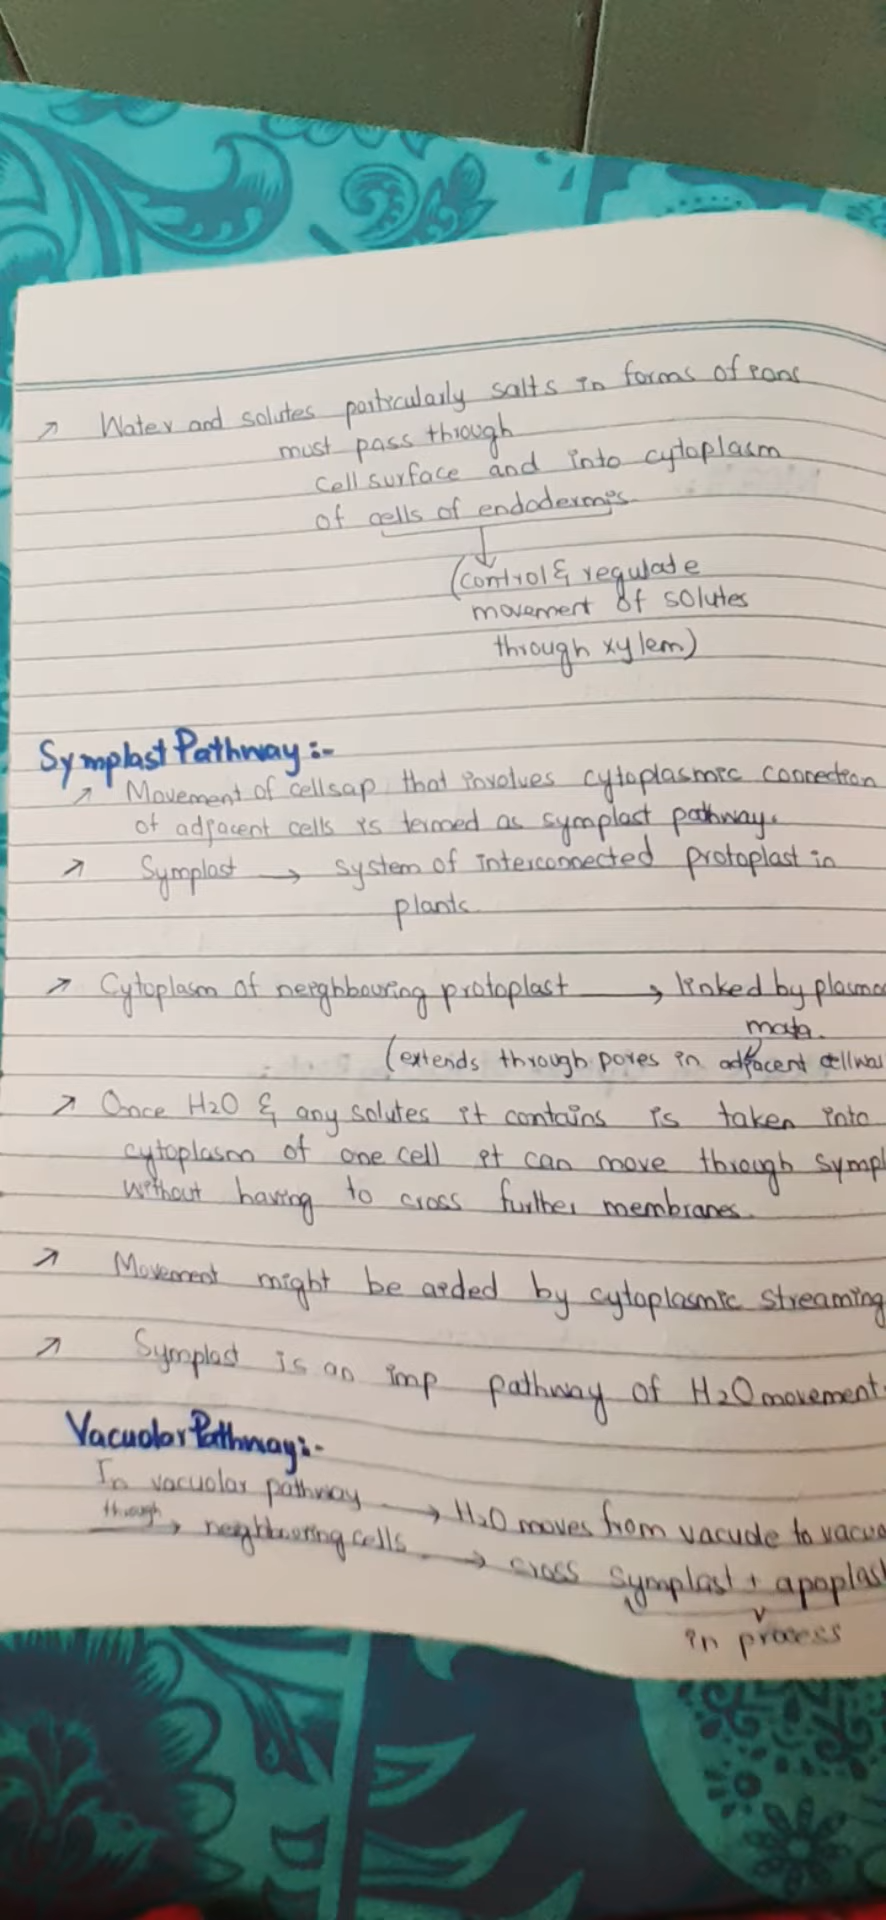 ↗ Water and solutes particularly salts in forms of ions
must pass through
cell surface and into cytoplasm
of cells of endodermis.
(control & regulate
movement of solutes
through xylem)
Symplast Pathway :-
↗ Movement of cellsap that involves cytoplasmic connection
of adjacent cells is termed as symplast pathway.
↗ Symplast → system of interconnected protoplast in
plants.
↗ Cytoplasm of neighbouring protoplast → linked by plasmo
mata.
(extends through pores in adjacent cellwal
↗ Once H2O & any solutes it contains is taken into
cytoplasm of one cell it can move through sympl
without having to cross further membranes.
↗ Movement might be aided by cytoplasmic streaming
↗ Symplast is an imp pathway of H2O movement.
Vacuolar Pathway :-
In vacuolar pathway → H2O moves from vacuole to vacuo
through → neighbouring cells → cross symplast + apoplast
in process